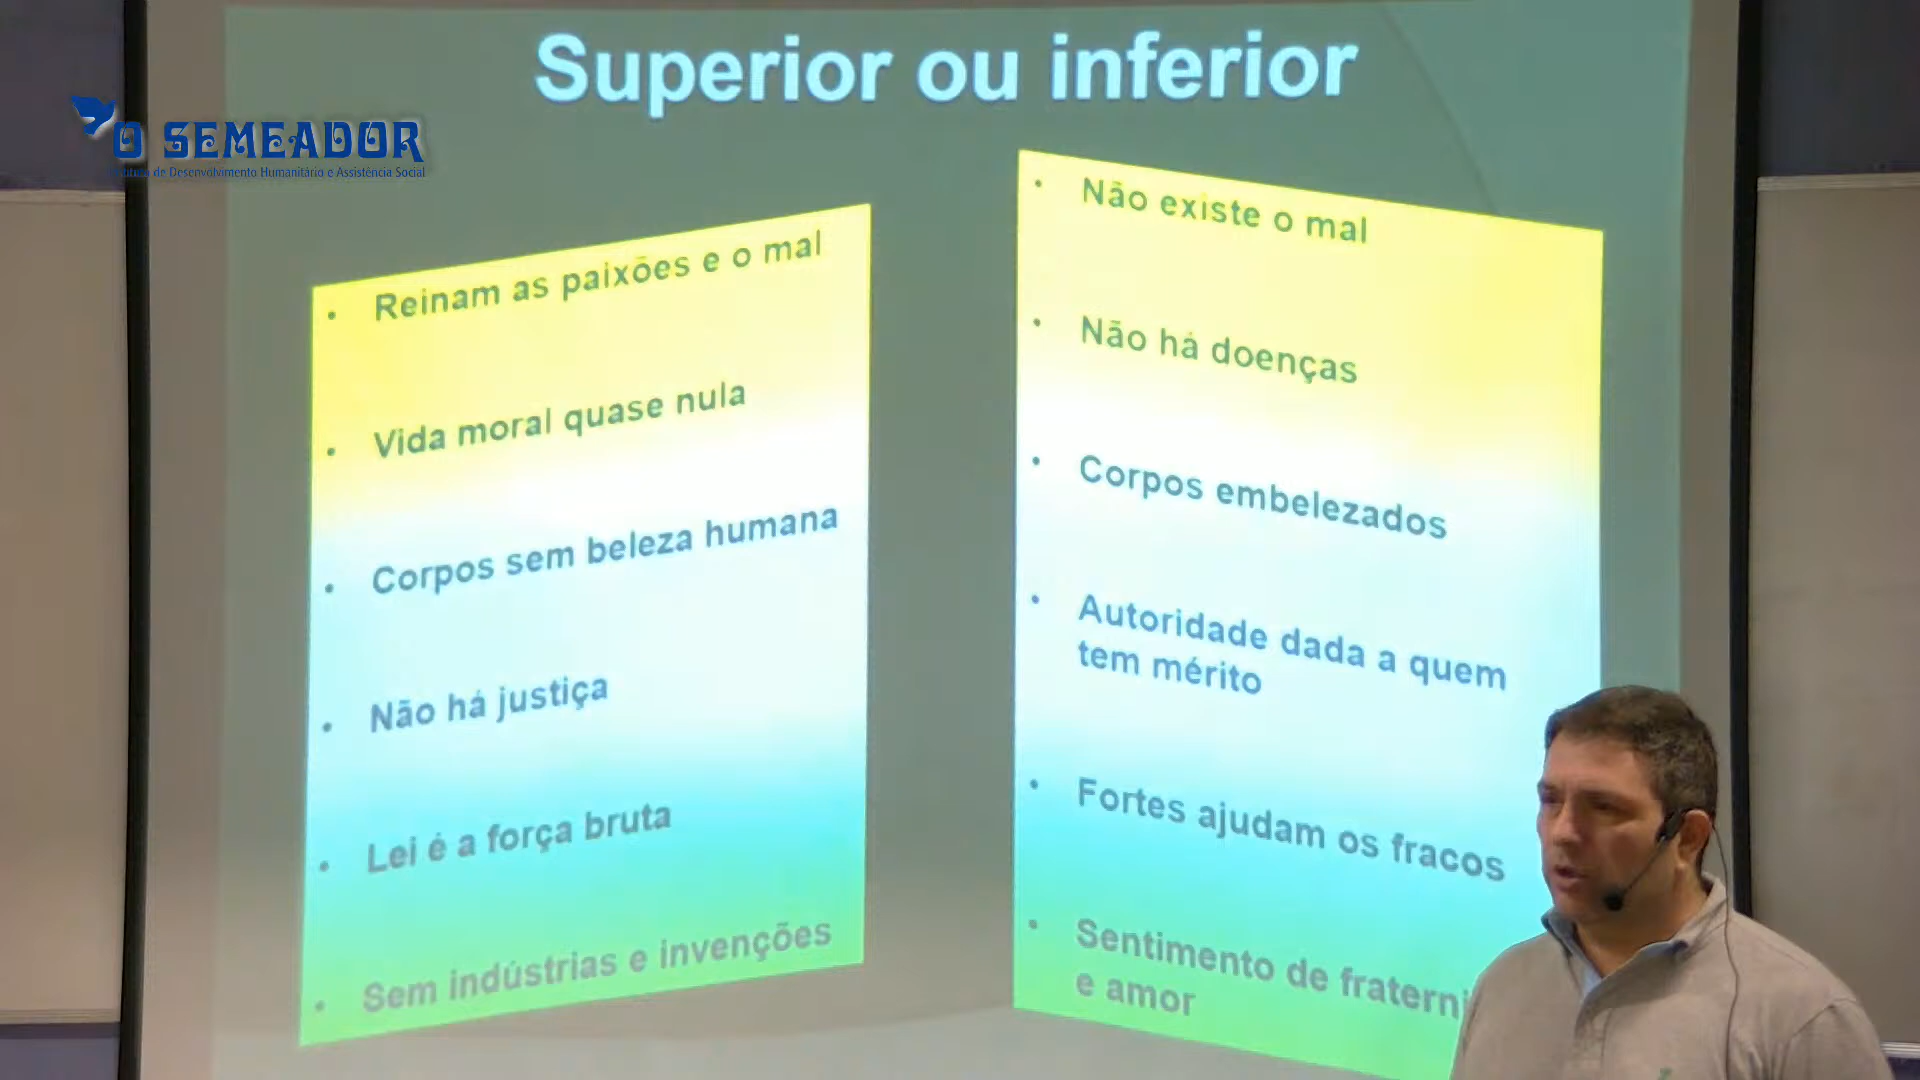 Superior ou inferior
O SEMEADOR
de Desenvolvimento Humanitário e Assistência Social
• Reinam as paixões e o mal
• Vida moral quase nula
• Corpos sem beleza humana
• Não há justiça
• Lei é a força bruta
• Sem indústrias e invenções
• Não existe o mal
• Não há doenças
• Corpos embelezados
• Autoridade dada a quem
tem mérito
• Fortes ajudam os fracos
• Sentimento de fraterni
e amor